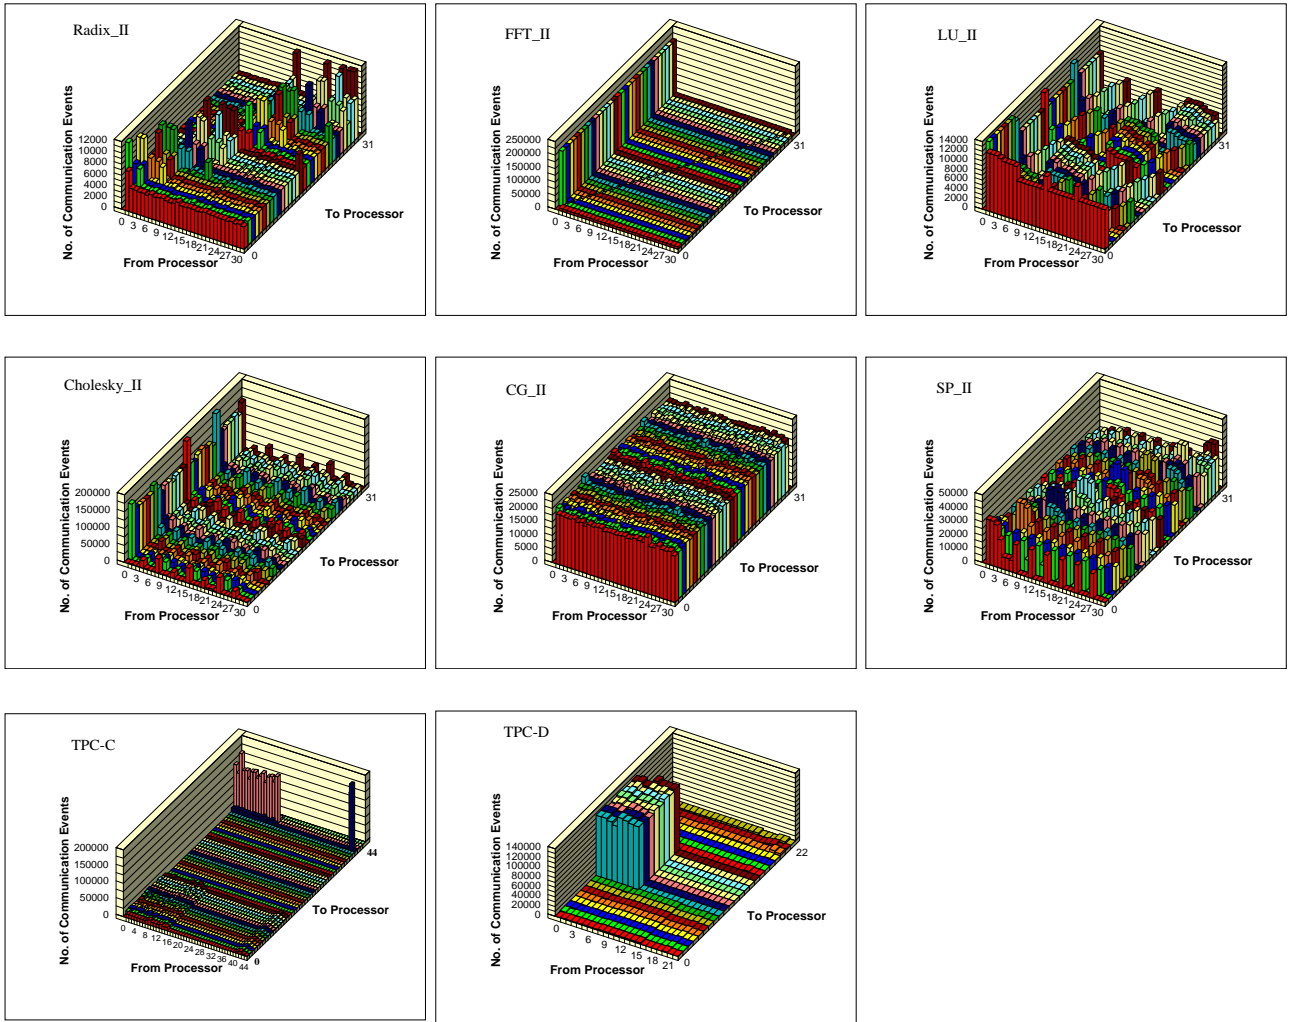 Radix_II
No. of Communication Events
12000
10000
8000
6000
4000
2000
0
0 3 6 9 12 15 18 21 24 27 30
From Processor
0
31
To Processor
FFT_II
No. of Communication Events
250000
200000
150000
100000
50000
0
0 3 6 9 12 15 18 21 24 27 30
From Processor
0
31
To Processor
LU_II
No. of Communication Events
14000
12000
10000
8000
6000
4000
2000
0
0 3 6 9 12 15 18 21 24 27 30
From Processor
0
31
To Processor
Cholesky_II
No. of Communication Events
200000
150000
100000
50000
0
0 3 6 9 12 15 18 21 24 27 30
From Processor
0
31
To Processor
CG_II
No. of Communication Events
25000
20000
15000
10000
5000
0
0 3 6 9 12 15 18 21 24 27 30
From Processor
0
31
To Processor
SP_II
No. of Communication Events
50000
40000
30000
20000
10000
0
0 3 6 9 12 15 18 21 24 27 30
From Processor
0
31
To Processor
TPC-C
No. of Communication Events
200000
150000
100000
50000
0
0 4 8 12 16 20 24 28 32 36 40 44
From Processor
0
44
To Processor
TPC-D
No. of Communication Events
140000
120000
100000
80000
60000
40000
20000
0
0 3 6 9 12 15 18 21
From Processor
0
22
To Processor